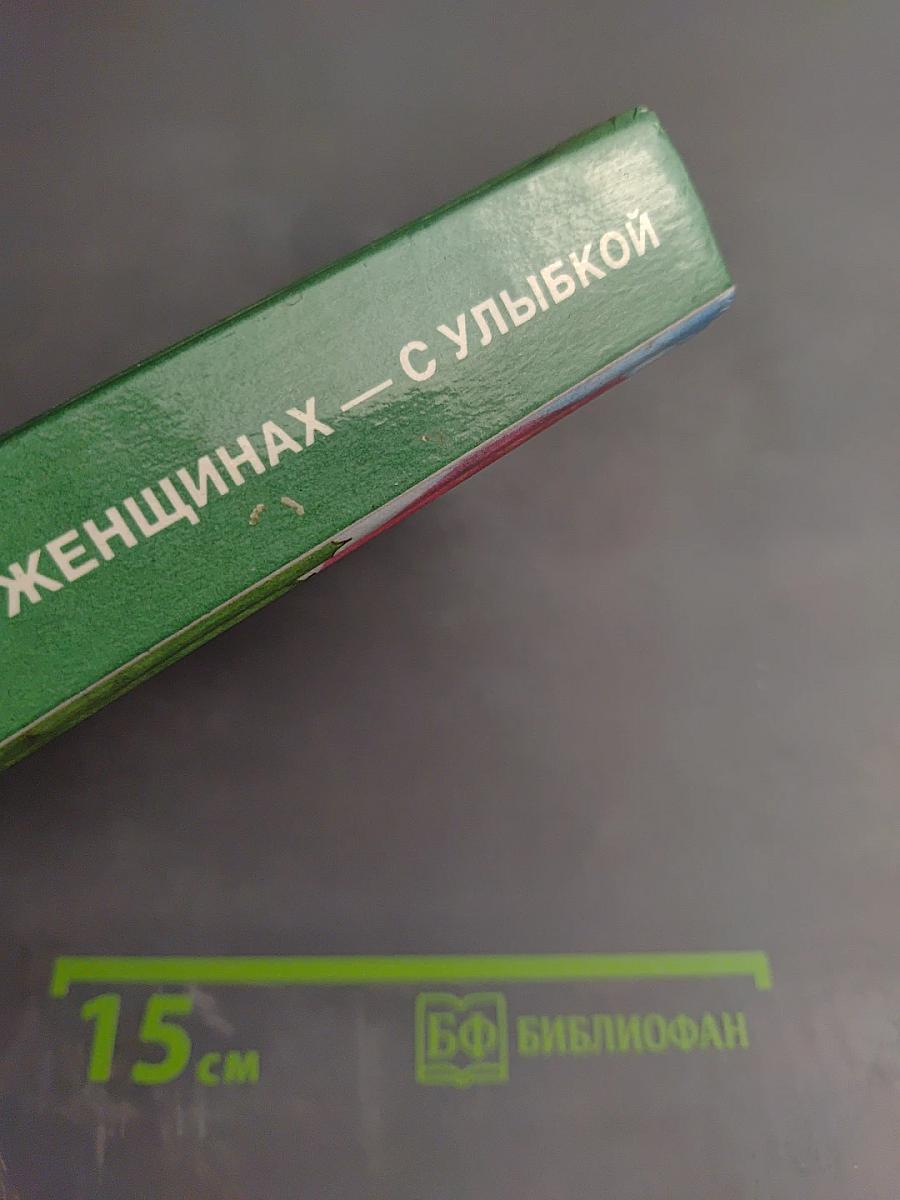 ЖЕНЩИНАХ — С УЛЫБКОЙ
15 см
БФ БИБЛИОФАН